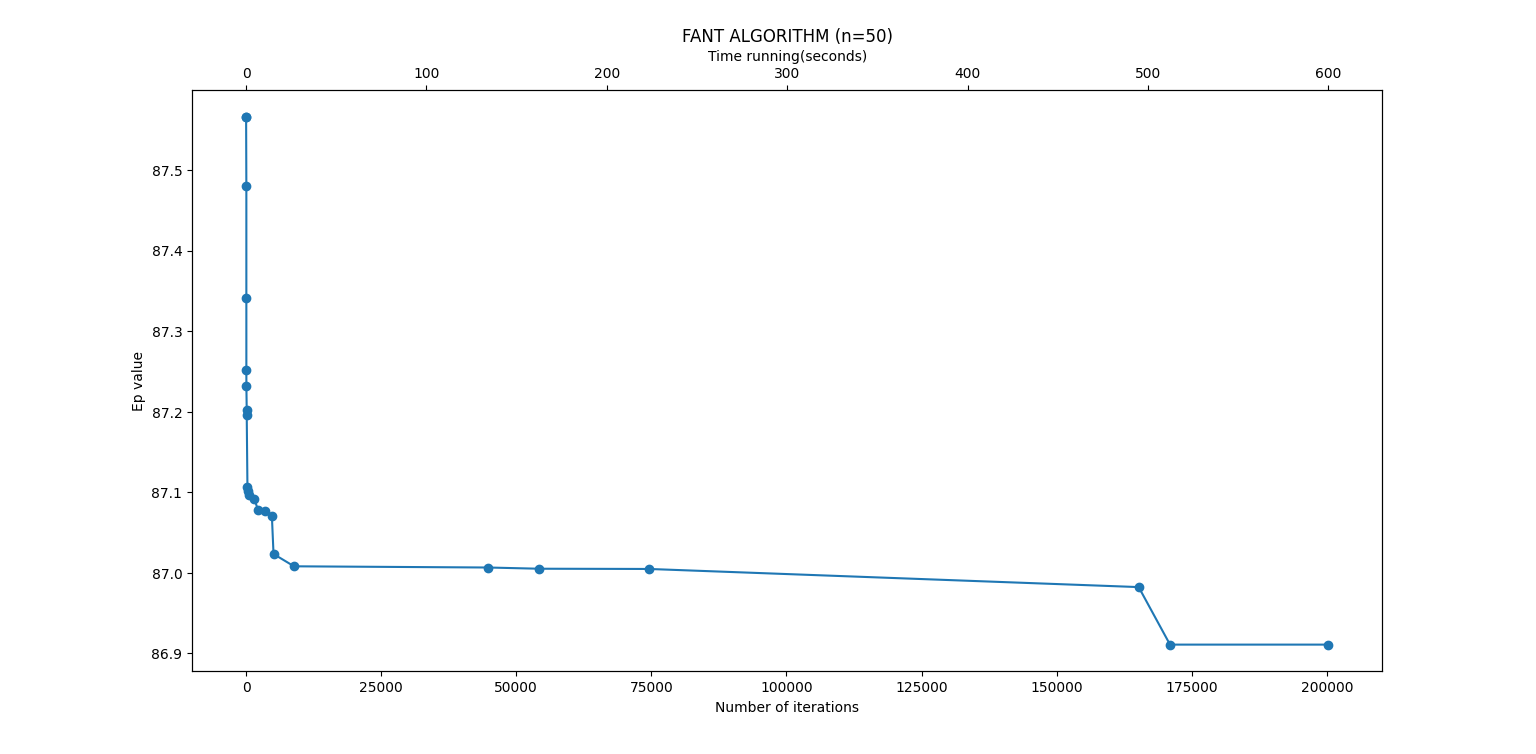 FANT ALGORITHM (n=50)
Time running(seconds)
0 100 200 300 400 500 600
87.5
87.4
87.3
87.2
87.1
87.0
86.9
Ep value
0 25000 50000 75000 100000 125000 150000 175000 200000
Number of iterations